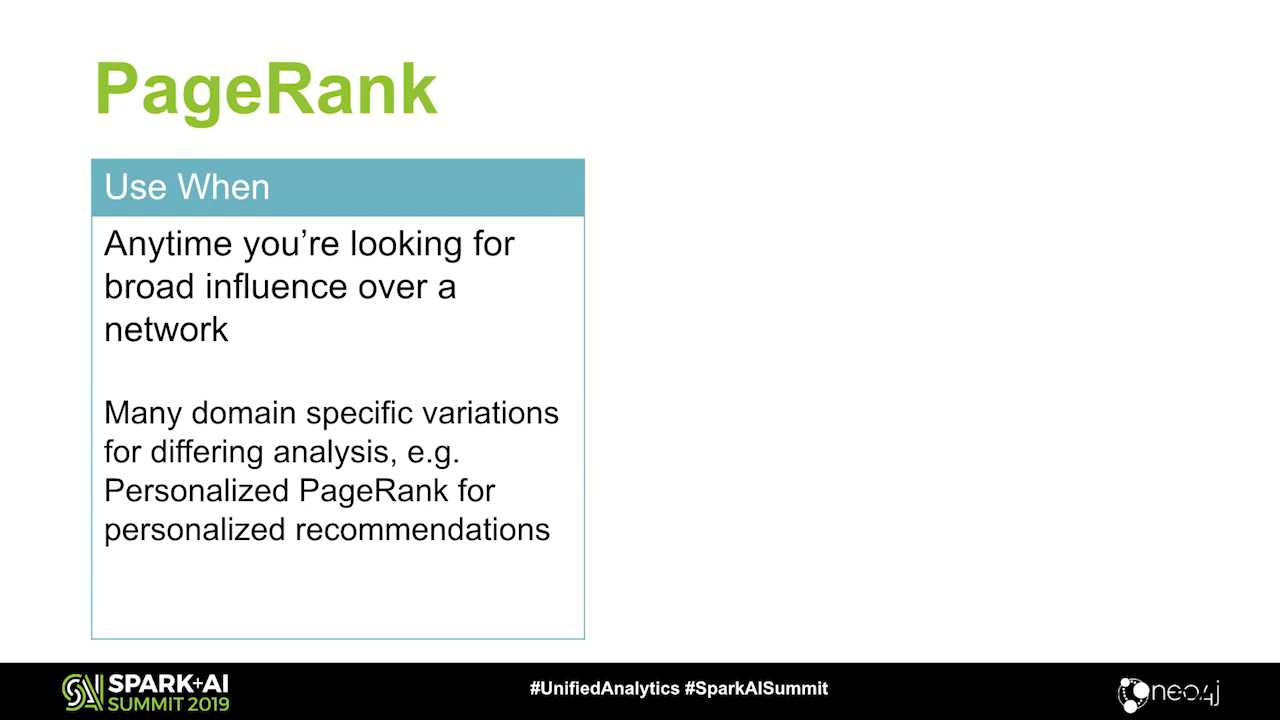 PageRank
Use When
Anytime you’re looking for
broad influence over a
network
Many domain specific variations
for differing analysis, e.g.
Personalized PageRank for
personalized recommendations
SPARK+AI
SUMMIT 2019
#UnifiedAnalytics #SparkAISummit
neo4j